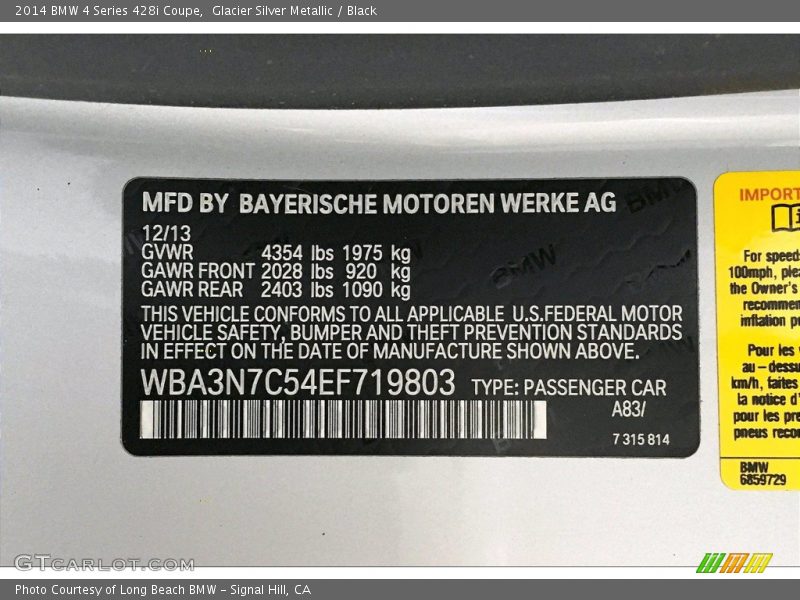 2014 BMW 4 Series 428i Coupe,  Glacier Silver Metallic / Black
MFD BY BAYERISCHE MOTOREN WERKE AG
12/13
GVWR 4354 lbs 1975 kg
GAWR FRONT 2028 lbs 920 kg
GAWR REAR 2403 lbs 1090 kg
THIS VEHICLE CONFORMS TO ALL APPLICABLE U.S.FEDERAL MOTOR
VEHICLE SAFETY, BUMPER AND THEFT PREVENTION STANDARDS
IN EFFECT ON THE DATE OF MANUFACTURE SHOWN ABOVE.
WBA3N7C54EF719803 TYPE: PASSENGER CAR
A83/
7 315 814
BMW
BMW
IMPORT
For speeds
100mph, plea
the Owner's
recommen
inflation p
Pour les v
au-dessu
km/h, faites
la notice d'
pour les pre
pneus reco
BMW
6859729
GTCARLOT.COM
Photo Courtesy of Long Beach BMW - Signal Hill, CA